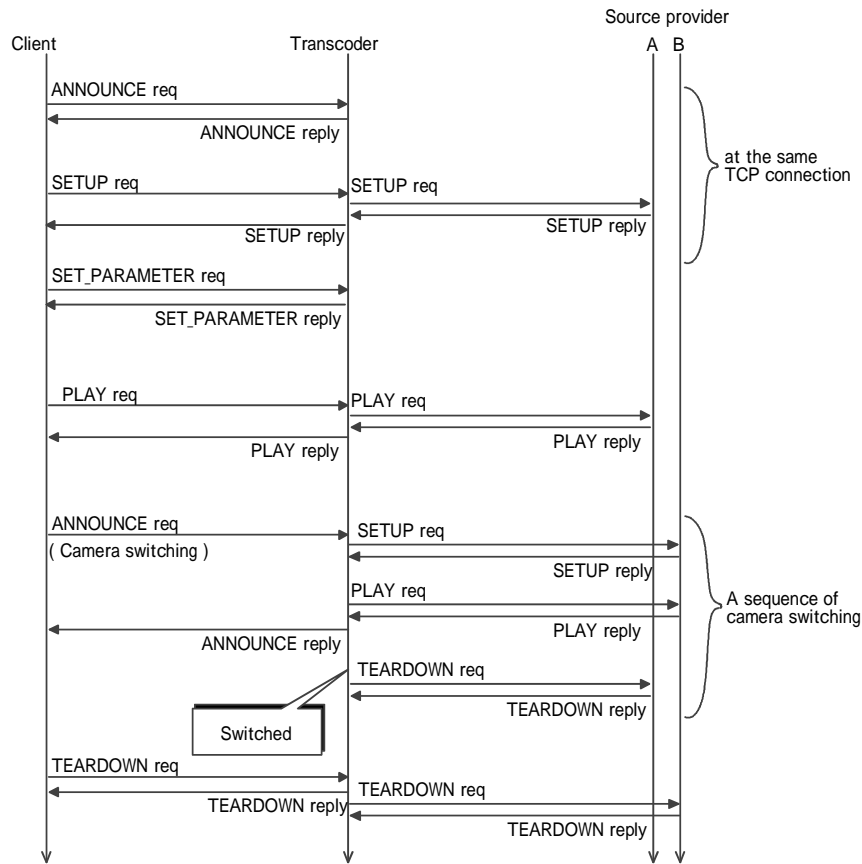 Source provider
Client
Transcoder
A B
ANNOUNCE req
ANNOUNCE reply
at the same
TCP connection
SETUP req
SETUP req
SETUP reply
SETUP reply
SET_PARAMETER req
SET_PARAMETER reply
PLAY req
PLAY req
PLAY reply
PLAY reply
ANNOUNCE req
( Camera switching )
SETUP req
SETUP reply
PLAY req
PLAY reply
A sequence of
camera switching
ANNOUNCE reply
TEARDOWN req
TEARDOWN reply
Switched
TEARDOWN req
TEARDOWN reply
TEARDOWN req
TEARDOWN reply